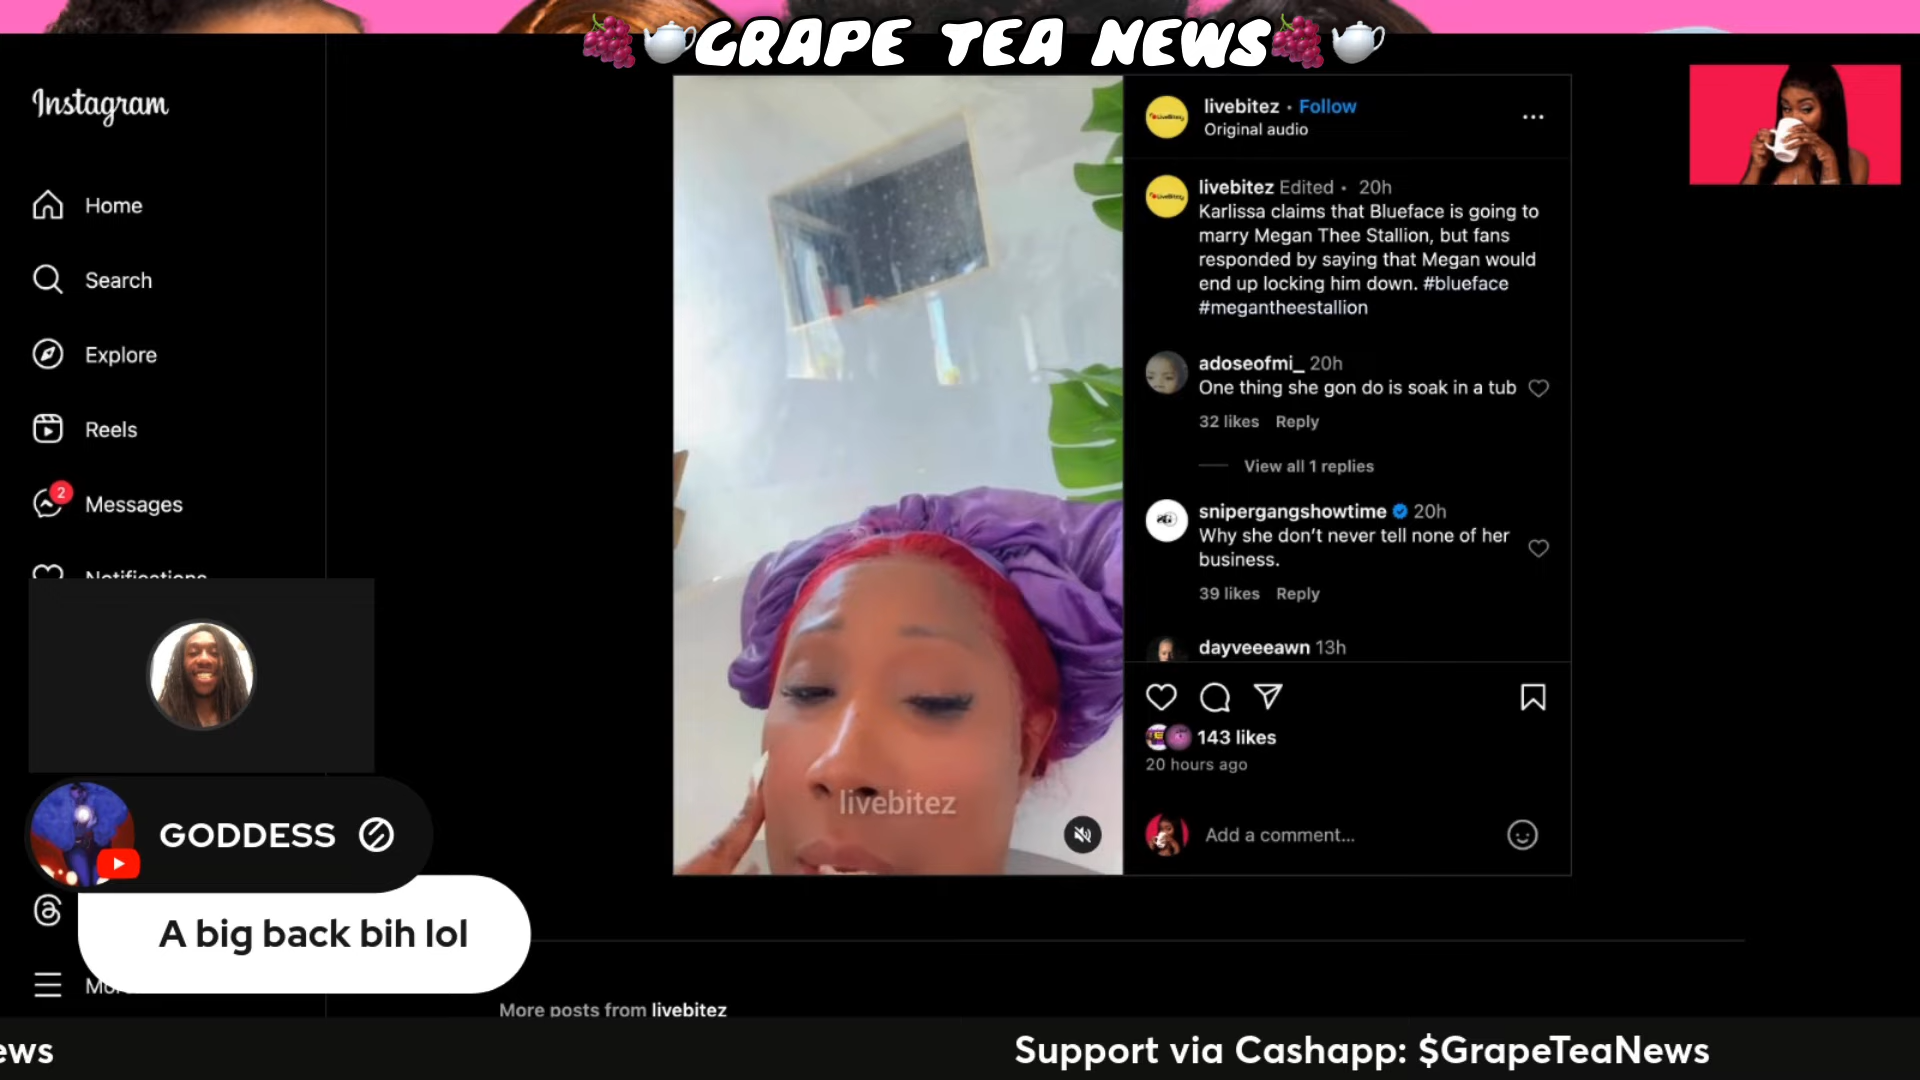 GRAPE TEA NEWS
Instagram
Home
Search
Explore
Reels
2
Messages
Notifications
GODDESS
A big back bih lol
More
livebitez
livebitez • Follow
Original audio
livebitez Edited • 20h
Karlissa claims that Blueface is going to
marry Megan Thee Stallion, but fans
responded by saying that Megan would
end up locking him down. #blueface
#megantheestallion
adoseofmi_ 20h
One thing she gon do is soak in a tub
32 likes Reply
View all 1 replies
snipergangshowtime 20h
Why she don’t never tell none of her
business.
39 likes Reply
dayveeeawn 13h
143 likes
20 hours ago
Add a comment...
More posts from livebitez
ews
Support via Cashapp: $GrapeTeaNews